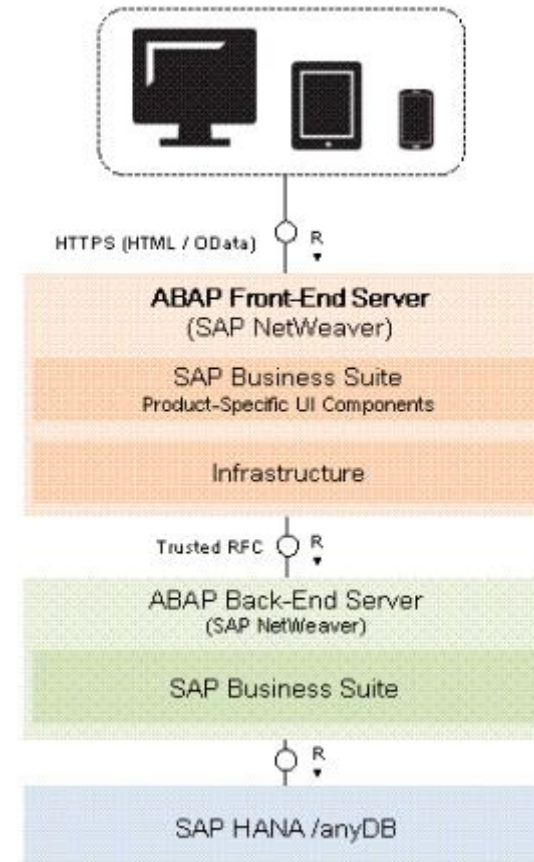 HTTPS (HTML / OData)
R
ABAP Front-End Server
(SAP NetWeaver)
SAP Business Suite
Product-Specific UI Components
Infrastructure
Trusted RFC
R
ABAP Back-End Server
(SAP NetWeaver)
SAP Business Suite
R
SAP HANA /anyDB